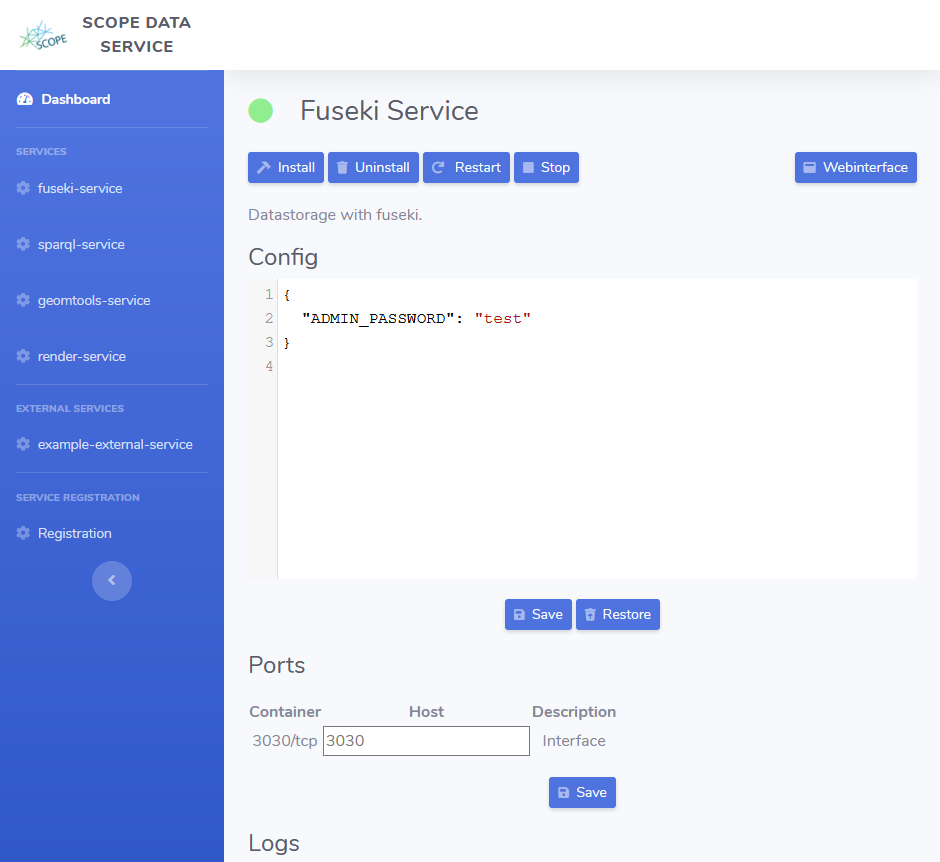 SCOPE
SCOPE DATA
SERVICE
Dashboard
SERVICES
fuseki-service
sparql-service
geomtools-service
render-service
EXTERNAL SERVICES
example-external-service
SERVICE REGISTRATION
Registration
Fuseki Service
Install Uninstall Restart Stop Webinterface
Datastorage with fuseki.
Config
1 {
2 "ADMIN_PASSWORD": "test"
3 }
4
Save Restore
Ports
Container Host Description
3030/tcp 3030 Interface
Save
Logs